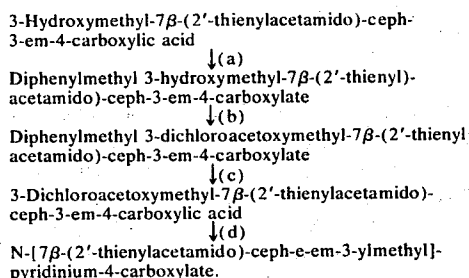 3-Hydroxymethyl-7β-(2′-thienylacetamido)-ceph-
3-em-4-carboxylic acid
↓(a)
Diphenylmethyl 3-hydroxymethyl-7β-(2′-thienyl)-
acetamido)-ceph-3-em-4-carboxylate
↓(b)
Diphenylmethyl 3-dichloroacetoxymethyl-7β-(2′-thienyl
acetamido)-ceph-3-em-4-carboxylate
↓(c)
3-Dichloroacetoxymethyl-7β-(2′-thienylacetamido)-
ceph-3-em-4-carboxylic acid
↓(d)
N-[7β-(2′-thienylacetamido)-ceph-e-em-3-ylmethyl]-
pyridinium-4-carboxylate.